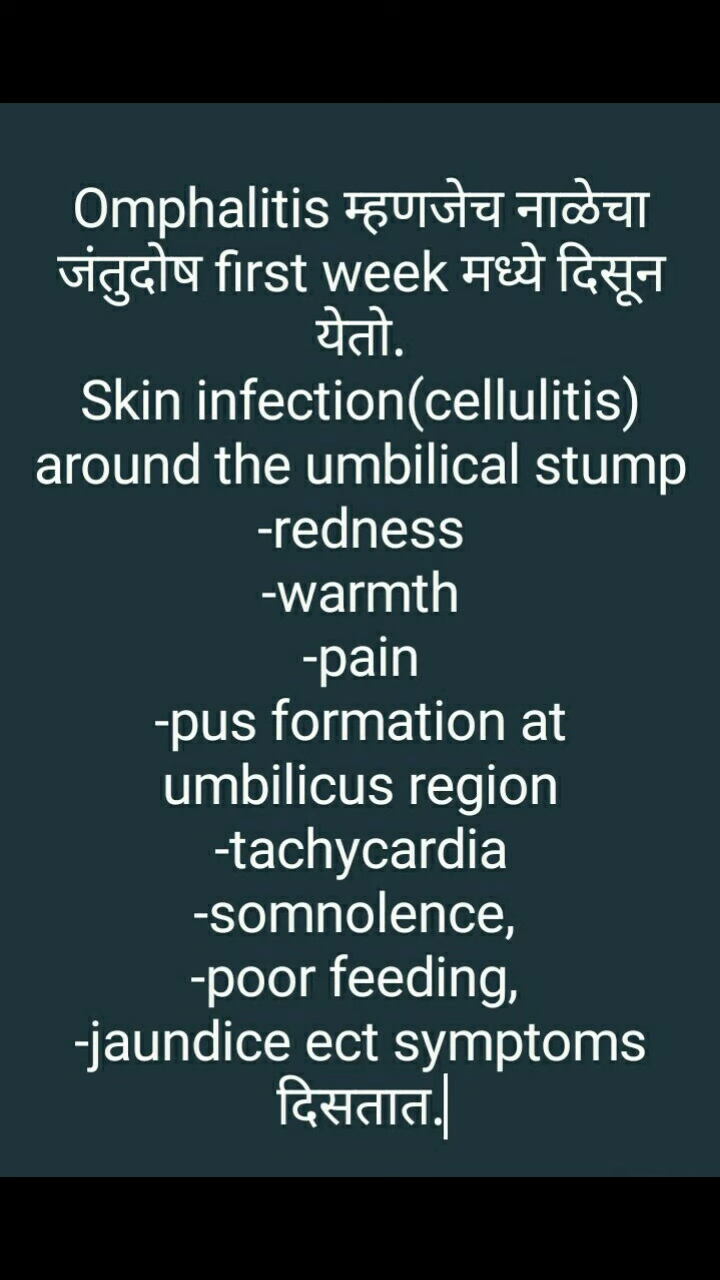 Omphalitis म्हणजेच नाळेचा
जंतुदोष first week मध्ये दिसून
येतो.
Skin infection(cellulitis)
around the umbilical stump
-redness
-warmth
-pain
-pus formation at
umbilicus region
-tachycardia
-somnolence,
-poor feeding,
-jaundice ect symptoms
दिसतात.